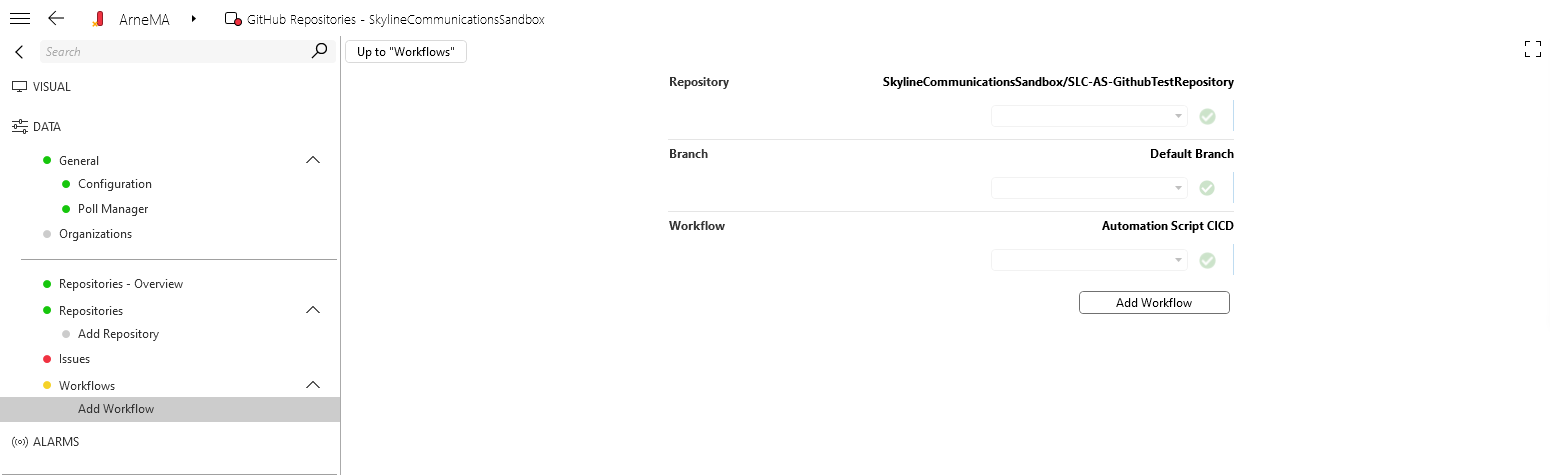 ArneMA
GitHub Repositories - SkylineCommunicationsSandbox
Search
Up to "Workflows"
VISUAL
DATA
General
Configuration
Poll Manager
Organizations
Repositories - Overview
Repositories
Add Repository
Issues
Workflows
Add Workflow
ALARMS
Repository SkylineCommunicationsSandbox/SLC-AS-GithubTestRepository
Branch Default Branch
Workflow Automation Script CICD
Add Workflow